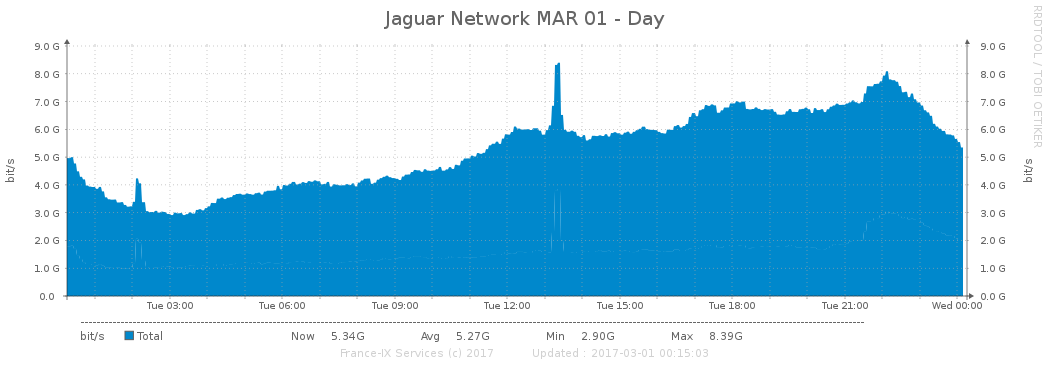 Jaguar Network MAR 01 - Day
RRDTOOL / TOBI OETIKER
9.0 G 9.0 G
8.0 G 8.0 G
7.0 G 7.0 G
6.0 G 6.0 G
5.0 G 5.0 G
4.0 G 4.0 G
3.0 G 3.0 G
2.0 G 2.0 G
1.0 G 1.0 G
0.0 0.0 G
bit/s
bit/s
Tue 03:00 Tue 06:00 Tue 09:00 Tue 12:00 Tue 15:00 Tue 18:00 Tue 21:00 Wed 00:00
bit/s Total Now 5.34G Avg 5.27G Min 2.90G Max 8.39G
France-IX Services (c) 2017 Updated : 2017-03-01 00:15:03